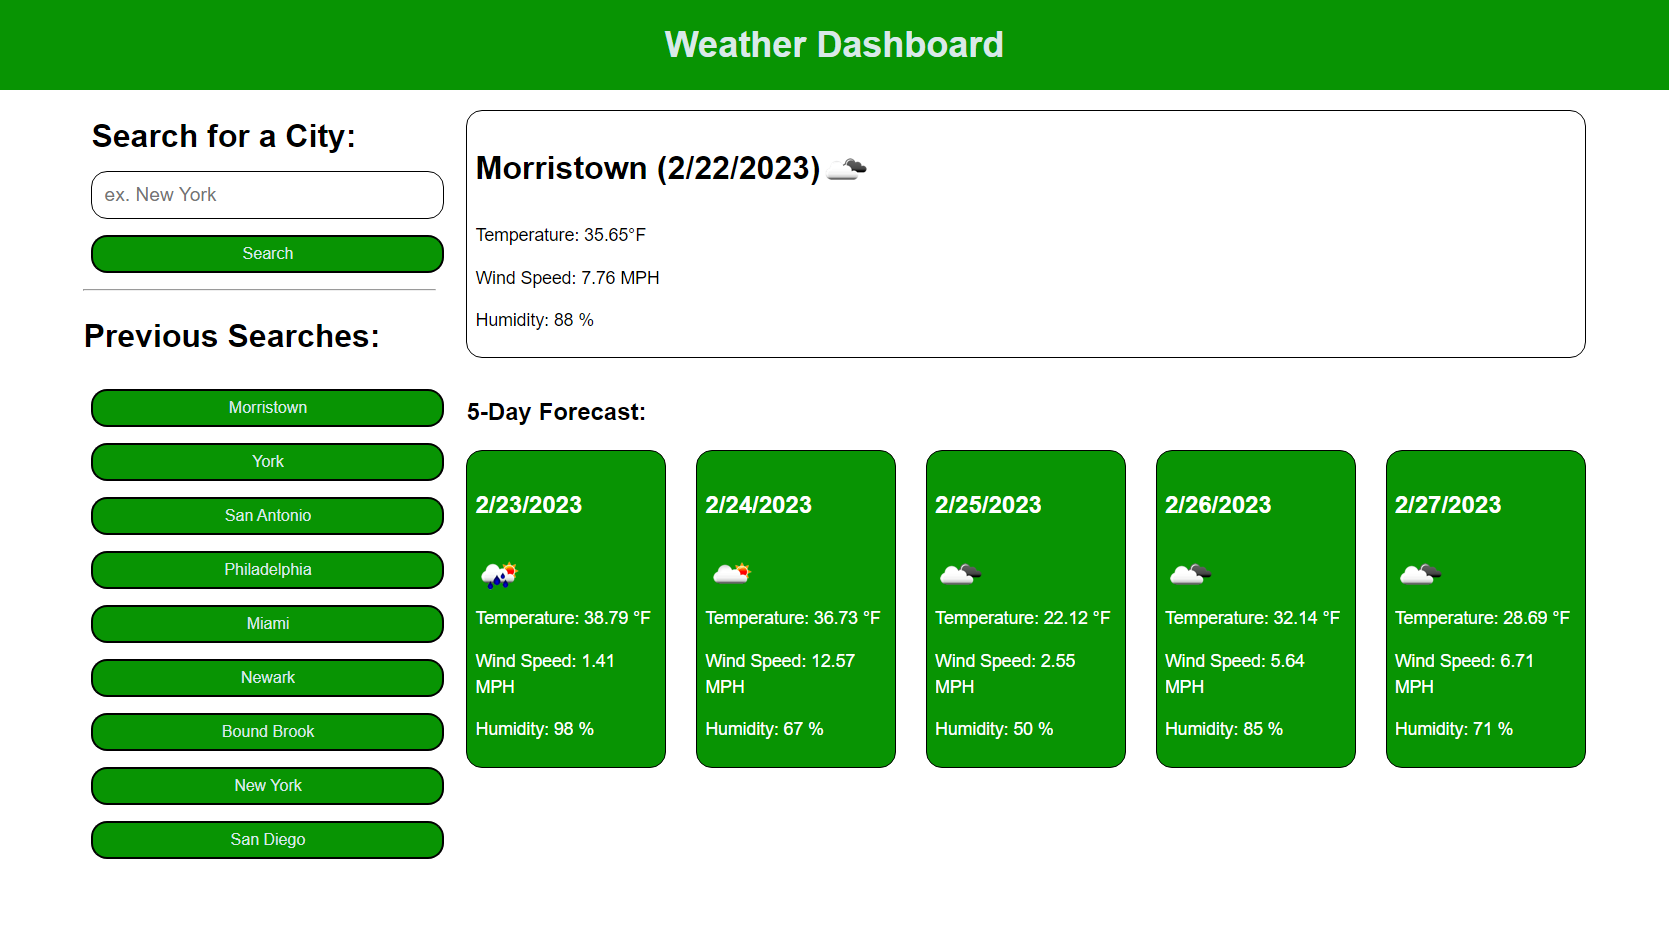 Weather Dashboard
Search for a City:
ex. New York
Search
Previous Searches:
Morristown
York
San Antonio
Philadelphia
Miami
Newark
Bound Brook
New York
San Diego
Morristown (2/22/2023)
Temperature: 35.65°F
Wind Speed: 7.76 MPH
Humidity: 88 %
5-Day Forecast:
2/23/2023
Temperature: 38.79 °F
Wind Speed: 1.41
MPH
Humidity: 98 %
2/24/2023
Temperature: 36.73 °F
Wind Speed: 12.57
MPH
Humidity: 67 %
2/25/2023
Temperature: 22.12 °F
Wind Speed: 2.55
MPH
Humidity: 50 %
2/26/2023
Temperature: 32.14 °F
Wind Speed: 5.64
MPH
Humidity: 85 %
2/27/2023
Temperature: 28.69 °F
Wind Speed: 6.71
MPH
Humidity: 71 %